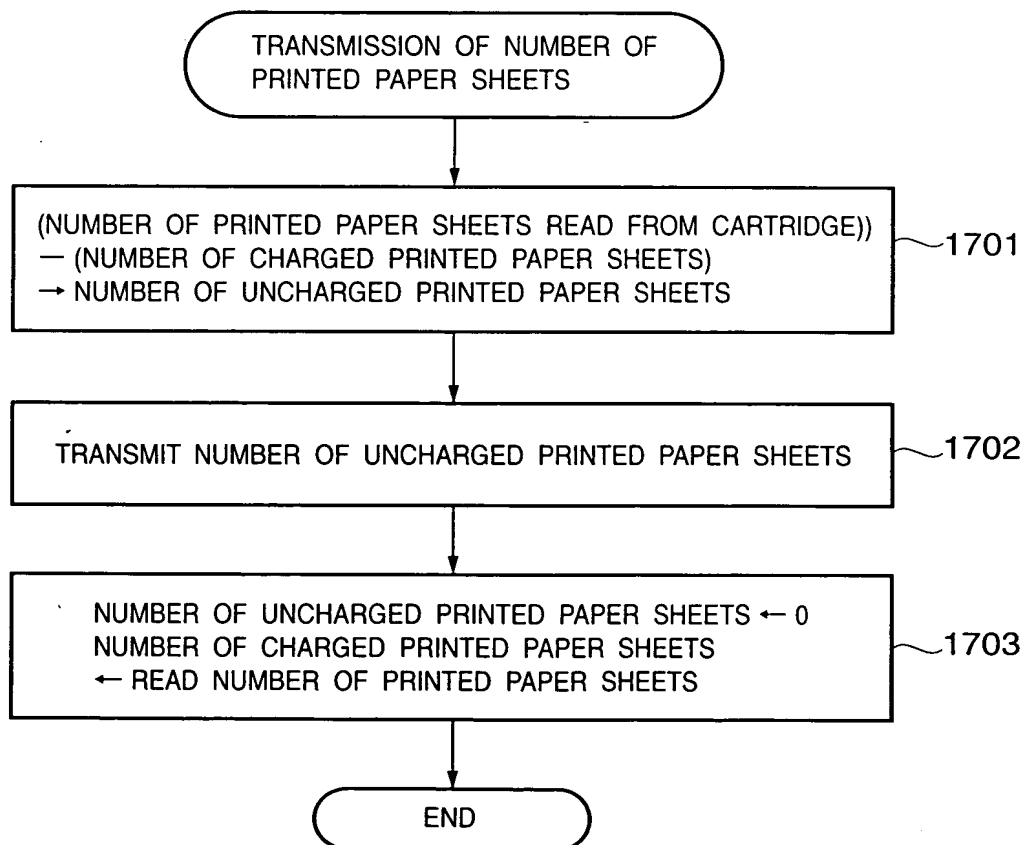 TRANSMISSION OF NUMBER OF
PRINTED PAPER SHEETS
(NUMBER OF PRINTED PAPER SHEETS READ FROM CARTRIDGE))
— (NUMBER OF CHARGED PRINTED PAPER SHEETS)
→ NUMBER OF UNCHARGED PRINTED PAPER SHEETS
1701
TRANSMIT NUMBER OF UNCHARGED PRINTED PAPER SHEETS
1702
NUMBER OF UNCHARGED PRINTED PAPER SHEETS ← 0
NUMBER OF CHARGED PRINTED PAPER SHEETS
← READ NUMBER OF PRINTED PAPER SHEETS
1703
END